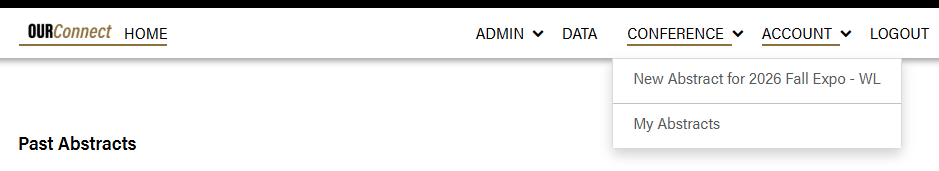 OURConnect HOME ADMIN DATA CONFERENCE ACCOUNT LOGOUT
New Abstract for 2026 Fall Expo - WL
My Abstracts
Past Abstracts